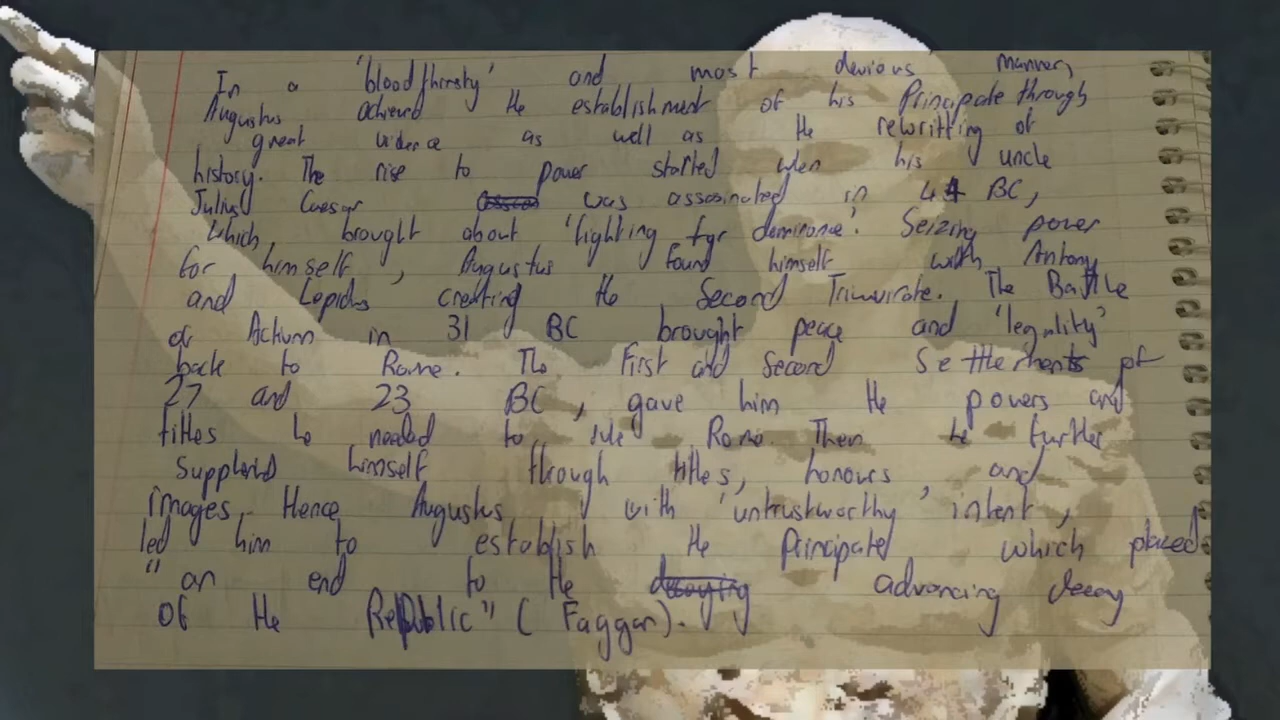 In a 'bloodthirsty' and most devious manner,
Augustus achieved the establishment of his Principate through
great violence as well as the rewritting of
history. The rise to power started when his uncle
Julius Caesar was assasinated in 44 BC,
which, brought about 'fighting for dominance'. Seizing power
for himself, Augustus found himself with Antony
and Lepidus creating the Second Triumvirate. The Battle
of Actium in 31 BC brought peace and 'legality'
back to Rome. The First and Second Settlements of
27 and 23 BC, gave him the powers and
titles he needed to rule Rome. Then he further
himself through titles, honours and
images. Hence Augustus with 'untrustworthy' intent,
led him to establish the Principate which placed
"an end to the decaying advancing decay
of the Republic" (Faggan).